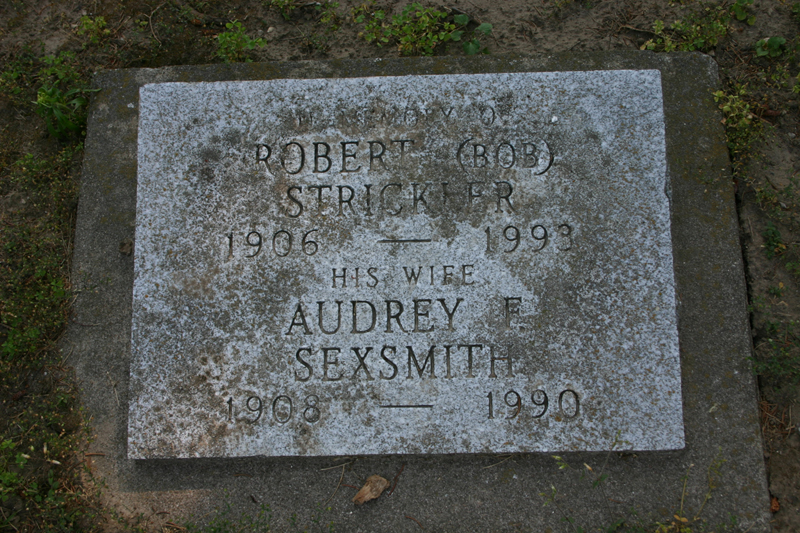 IN MEMORY OF
ROBERT (BOB)
STRICKLER
1906 — 1993
HIS WIFE
AUDREY E.
SEXSMITH
1908 — 1990